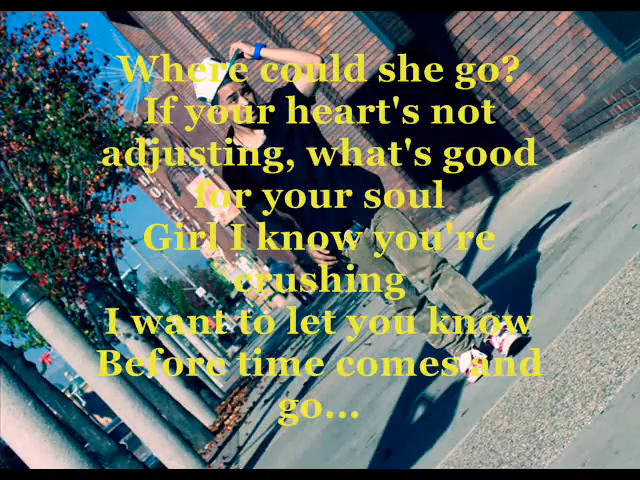 Where could she go?
If your heart's not
adjusting, what's good
for your soul
Girl I know you're
crushing
I want to let you know
Before time comes and
go...